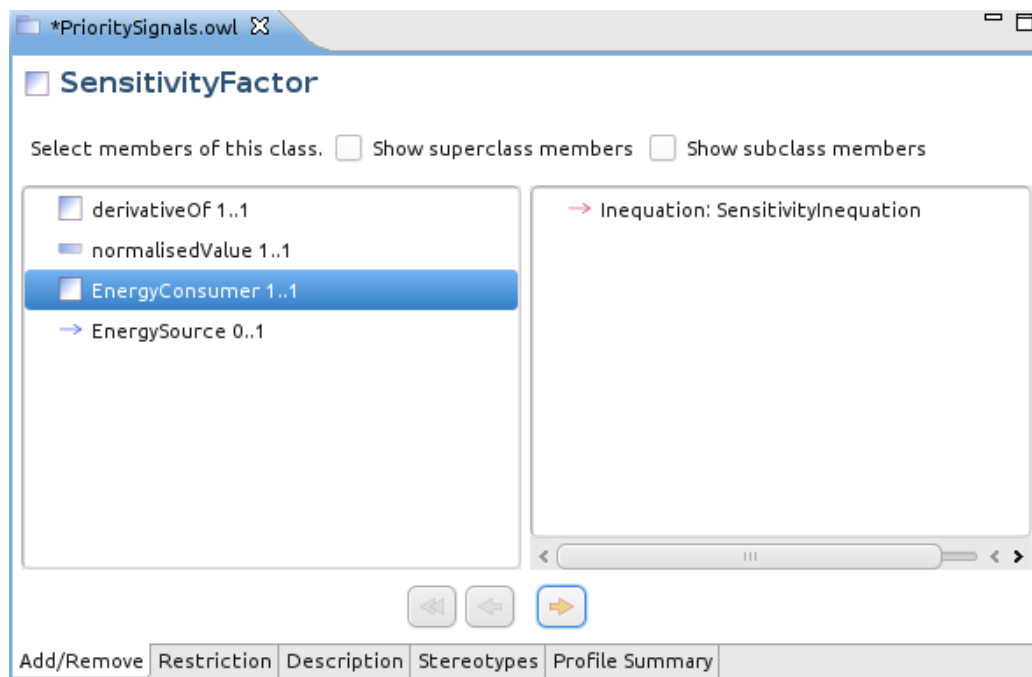 *PrioritySignals.owl
SensitivityFactor
Select members of this class. Show superclass members Show subclass members
derivativeOf 1..1
normalisedValue 1..1
EnergyConsumer 1..1
EnergySource 0..1
Inequation: SensitivityInequation
Add/Remove Restriction Description Stereotypes Profile Summary